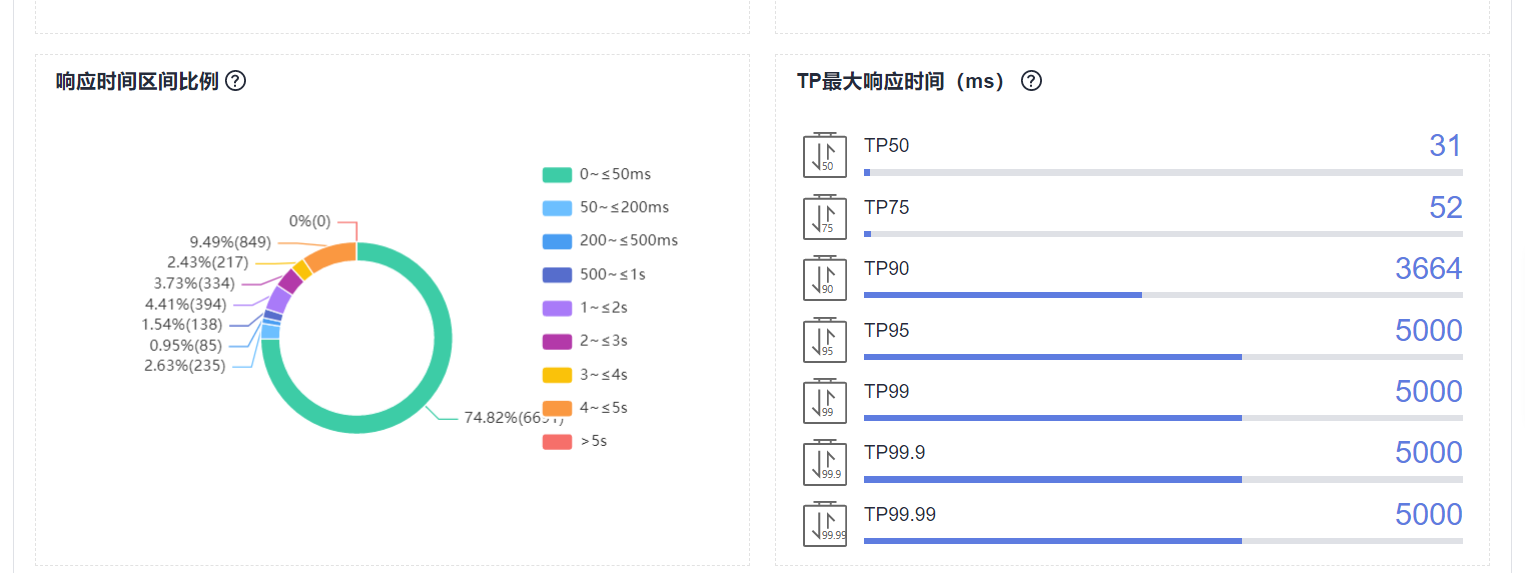 响应时间区间比例 ?
0%(0)
9.49%(849)
2.43%(217)
3.73%(334)
4.41%(394)
1.54%(138)
0.95%(85)
2.63%(235)
74.82%
0~≤50ms
50~≤200ms
200~≤500ms
500~≤1s
1~≤2s
2~≤3s
3~≤4s
4~≤5s
>5s
TP最大响应时间（ms） ?
50 TP50 31
75 TP75 52
90 TP90 3664
95 TP95 5000
99 TP99 5000
99.9 TP99.9 5000
99.99 TP99.99 5000